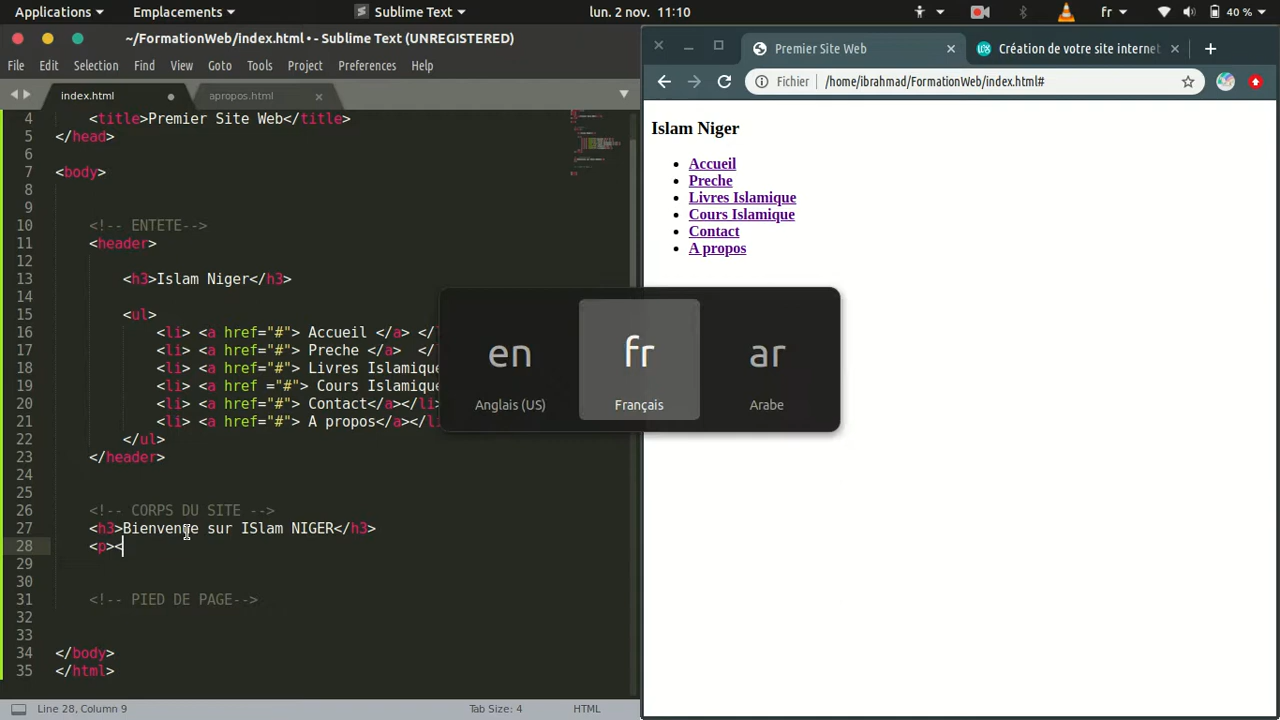 Applications Emplacements Sublime Text lun. 2 nov. 11:10 fr 40 %
~/FormationWeb/index.html • - Sublime Text (UNREGISTERED)
File Edit Selection Find View Goto Tools Project Preferences Help
index.html apropos.html
4 <title>Premier Site Web</title>
5 </head>
6
7 <body>
8
9
10 <!-- ENTETE-->
11 <header>
12
13 <h3>Islam Niger</h3>
14
15 <ul>
16 <li> <a href="#"> Accueil </a> </l
17 <li> <a href="#"> Preche </a> </l
18 <li> <a href="#"> Livres Islamique
19 <li> <a href ="#"> Cours Islamique
20 <li> <a href="#"> Contact</a></li
21 <li> <a href="#"> A propos</a></l
22 </ul>
23 </header>
24
25
26 <!-- CORPS DU SITE -->
27 <h3>Bienvenue sur ISlam NIGER</h3>
28 <p><
29
30
31 <!-- PIED DE PAGE-->
32
33
34 </body>
35 </html>
Line 28, Column 9 Tab Size: 4 HTML
Premier Site Web Création de votre site internet
Fichier /home/ibrahmad/FormationWeb/index.html#
Islam Niger
Accueil
Preche
Livres Islamique
Cours Islamique
Contact
A propos
en fr ar
Anglais (US) Français Arabe